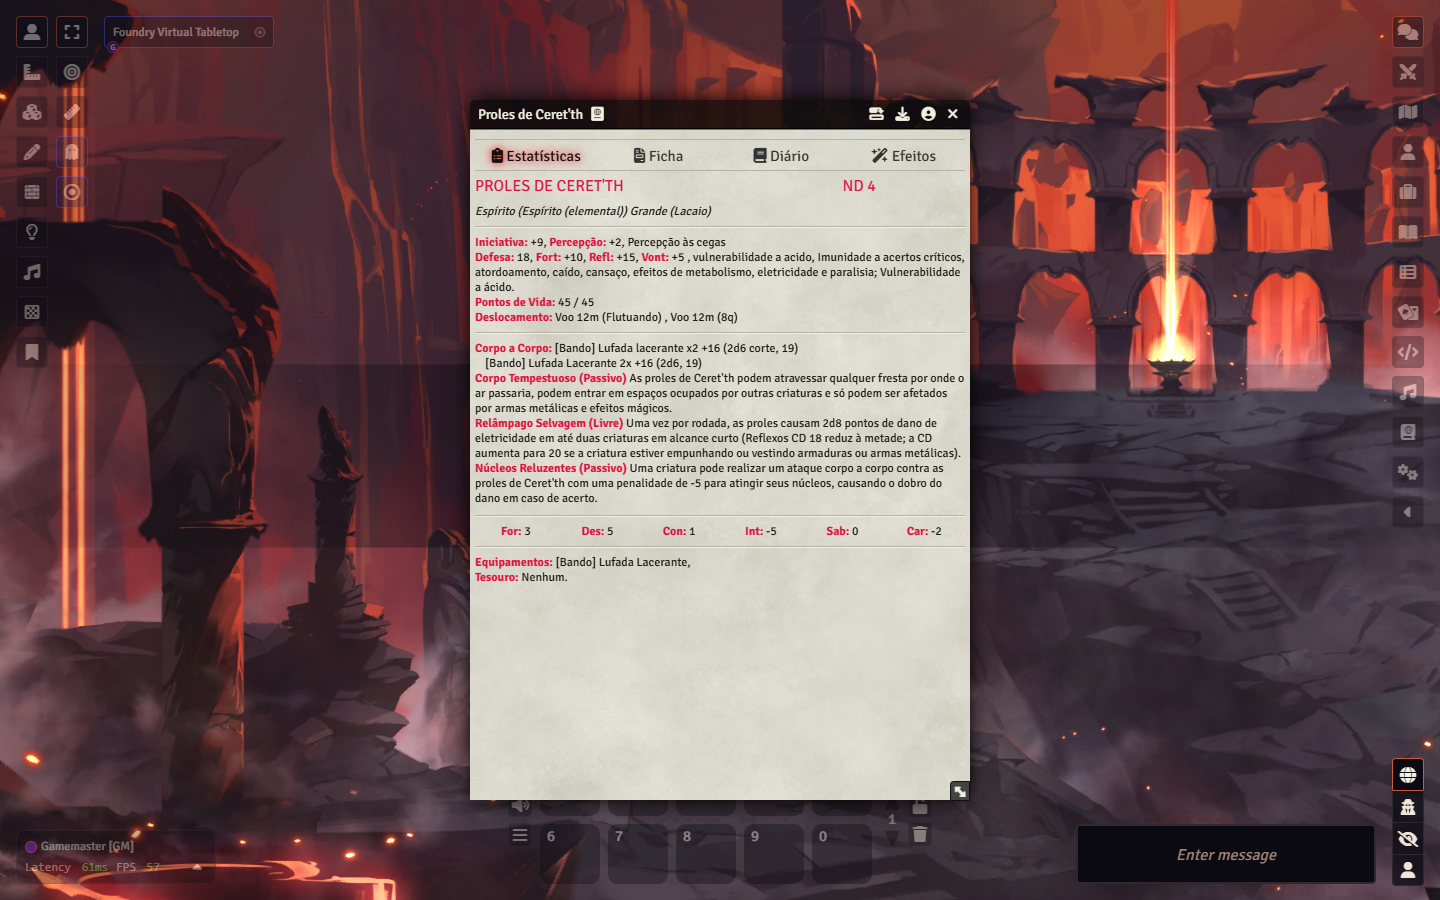 Foundry Virtual Tabletop
G
Proles de Ceret'th
Estatísticas
Ficha
Diário
Efeitos
PROLES DE CERET'TH
ND 4
Espírito (Espírito (elemental)) Grande (Lacaio)
Iniciativa: +9, Percepção: +2, Percepção às cegas
Defesa: 18, Fort: +10, Refl: +15, Vont: +5 , vulnerabilidade a acido, Imunidade a acertos críticos,
atordoamento, caído, cansaço, efeitos de metabolismo, eletricidade e paralisia; Vulnerabilidade
a ácido.
Pontos de Vida: 45 / 45
Deslocamento: Voo 12m (Flutuando) , Voo 12m (8q)
Corpo a Corpo: [Bando] Lufada lacerante x2 +16 (2d6 corte, 19)
[Bando] Lufada Lacerante 2x +16 (2d6, 19)
Corpo Tempestuoso (Passivo) As proles de Ceret'th podem atravessar qualquer fresta por onde o
ar passaria, podem entrar em espaços ocupados por outras criaturas e só podem ser afetados
por armas metálicas e efeitos mágicos.
Relâmpago Selvagem (Livre) Uma vez por rodada, as proles causam 2d8 pontos de dano de
eletricidade em até duas criaturas em alcance curto (Reflexos CD 18 reduz à metade; a CD
aumenta para 20 se a criatura estiver empunhando ou vestindo armaduras ou armas metálicas).
Núcleos Reluzentes (Passivo) Uma criatura pode realizar um ataque corpo a corpo contra as
proles de Ceret'th com uma penalidade de -5 para atingir seus núcleos, causando o dobro do
dano em caso de acerto.
For: 3 Des: 5 Con: 1 Int: -5 Sab: 0 Car: -2
Equipamentos: [Bando] Lufada Lacerante,
Tesouro: Nenhum.
1
6 7 8 9 0
Gamemaster [GM]
Latency 61ms FPS 57
Enter message